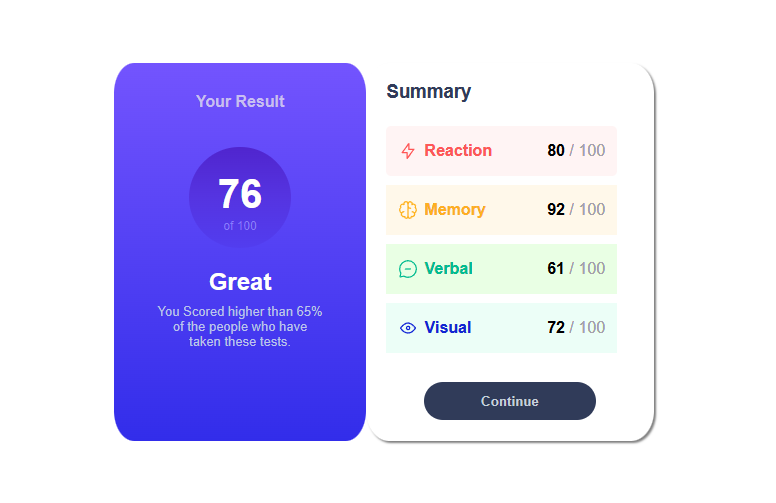 Your Result
76
of 100
Great
You Scored higher than 65%
of the people who have
taken these tests.
Summary
Reaction 80 / 100
Memory 92 / 100
Verbal 61 / 100
Visual 72 / 100
Continue